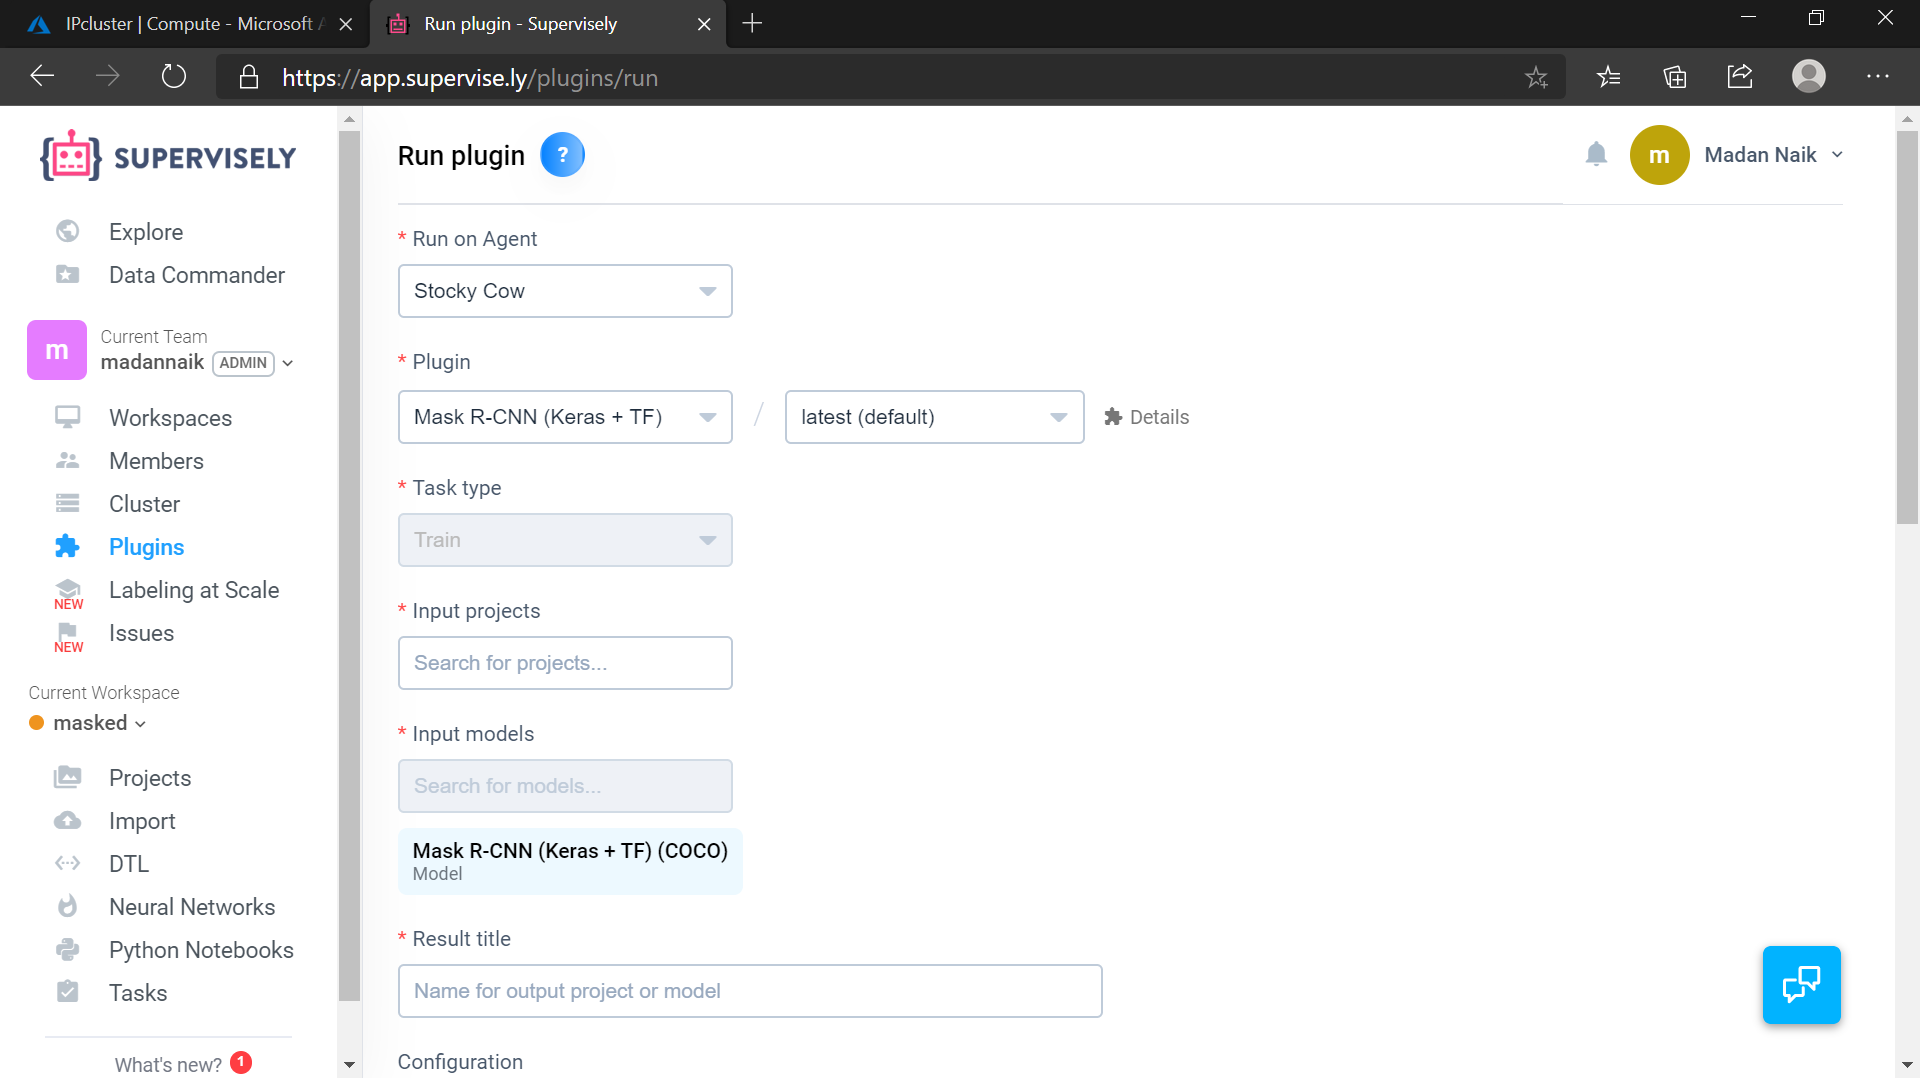 IPcluster | Compute - Microsoft A
Run plugin - Supervisely
https://app.supervise.ly/plugins/run
SUPERVISELY
Explore
Data Commander
m
Current Team
madannaik ADMIN
Workspaces
Members
Cluster
Plugins
Labeling at Scale
NEW
Issues
NEW
Current Workspace
masked
Projects
Import
DTL
Neural Networks
Python Notebooks
Tasks
What's new? 1
Run plugin ?
m Madan Naik
* Run on Agent
Stocky Cow
* Plugin
Mask R-CNN (Keras + TF) / latest (default) Details
* Task type
Train
* Input projects
Search for projects...
* Input models
Search for models...
Mask R-CNN (Keras + TF) (COCO)
Model
* Result title
Name for output project or model
Configuration